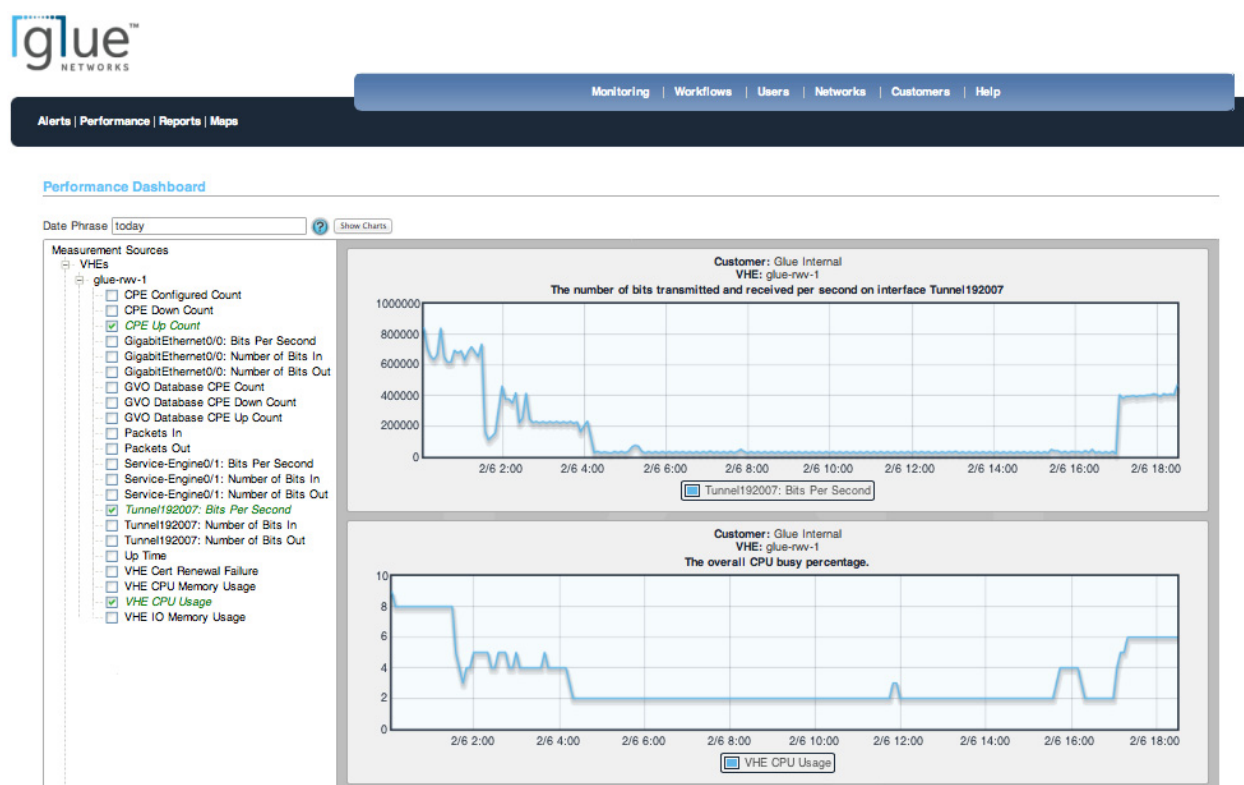 glue™
NETWORKS
Monitoring | Workflows | Users | Networks | Customers | Help
Alerts | Performance | Reports | Maps
Performance Dashboard
Date Phrase today ? Show Charts
Measurement Sources
VHEs
glue-rwv-1
CPE Configured Count
CPE Down Count
CPE Up Count
GigabitEthernet0/0: Bits Per Second
GigabitEthernet0/0: Number of Bits In
GigabitEthernet0/0: Number of Bits Out
GVO Database CPE Count
GVO Database CPE Down Count
GVO Database CPE Up Count
Packets In
Packets Out
Service-Engine0/1: Bits Per Second
Service-Engine0/1: Number of Bits In
Service-Engine0/1: Number of Bits Out
Tunnel192007: Bits Per Second
Tunnel192007: Number of Bits In
Tunnel192007: Number of Bits Out
Up Time
VHE Cert Renewal Failure
VHE CPU Memory Usage
VHE CPU Usage
VHE IO Memory Usage
Customer: Glue Internal
VHE: glue-rwv-1
The number of bits transmitted and received per second on interface Tunnel192007
1000000
800000
600000
400000
200000
0
2/6 2:00 2/6 4:00 2/6 6:00 2/6 8:00 2/6 10:00 2/6 12:00 2/6 14:00 2/6 16:00 2/6 18:00
Tunnel192007: Bits Per Second
Customer: Glue Internal
VHE: glue-rwv-1
The overall CPU busy percentage.
10
8
6
4
2
0
2/6 2:00 2/6 4:00 2/6 6:00 2/6 8:00 2/6 10:00 2/6 12:00 2/6 14:00 2/6 16:00 2/6 18:00
VHE CPU Usage